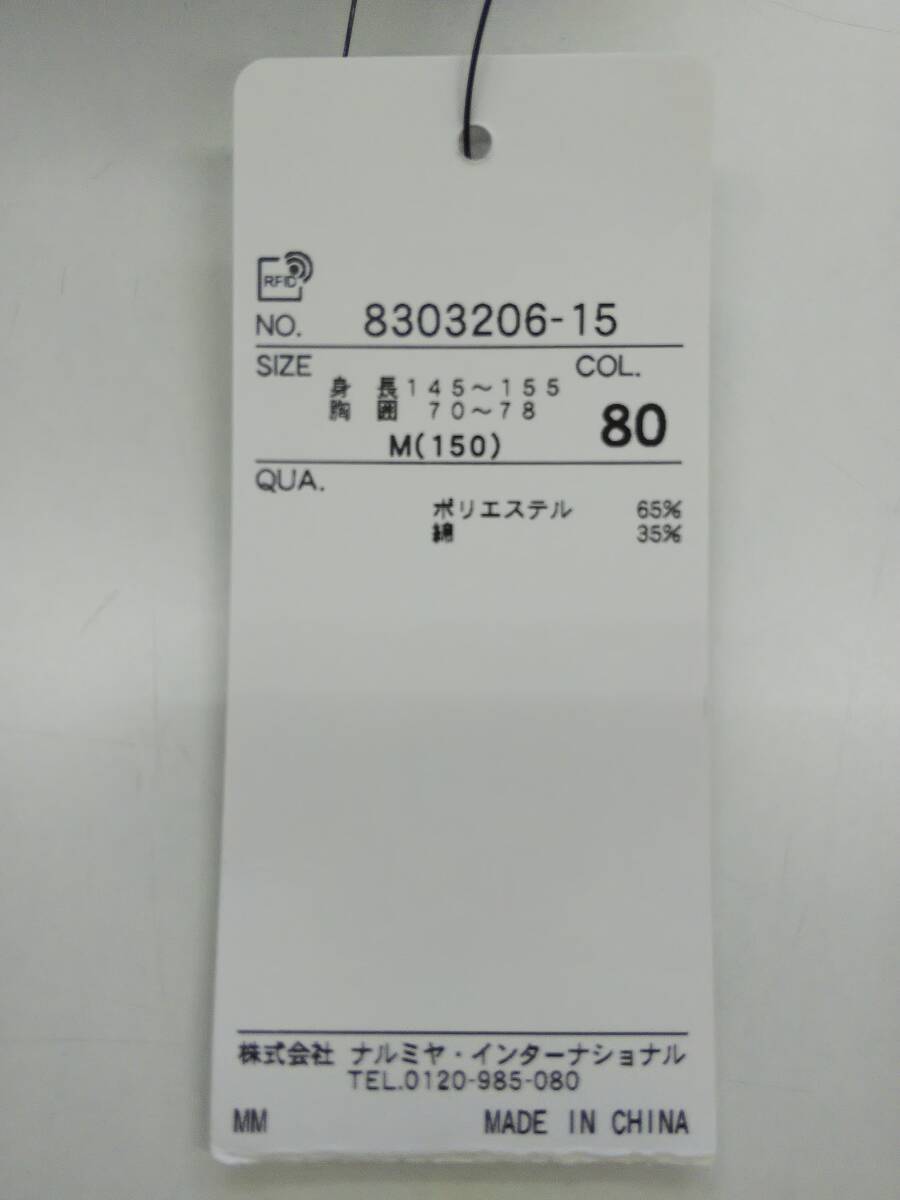 RFID
NO. 8303206-15
SIZE COL.
身 長 145～155
胸 囲 70～78
M(150) 80
QUA.
ポリエステル 65%
綿 35%
株式会社 ナルミヤ・インターナショナル
TEL.0120-985-080
MM MADE IN CHINA